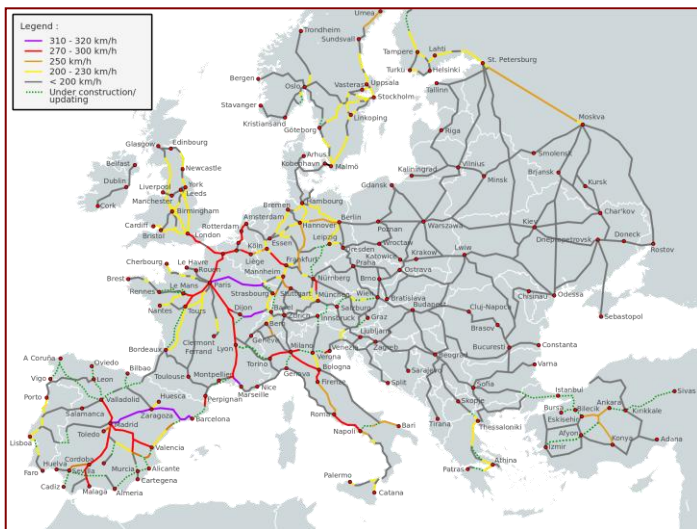 Legend :
310 - 320 km/h
270 - 300 km/h
250 km/h
200 - 230 km/h
< 200 km/h
Under construction/
updating
Umea
Trondheim
Sundsvall
Tampere
Lahti
St. Petersburg
Turku
Helsinki
Bergen
Oslo
Vasteras
Uppsala
Stockholm
Tallinn
Stavanger
Kristiansand
Linkoping
Göteborg
Moskva
Riga
Glasgow
Edinburgh
Arhus
København
Malmö
Smolensk
Vilnius
Belfast
Newcastle
Kaliningrad
Minsk
Brjansk
Kursk
Dublin
Liverpool
York
Leeds
Gdansk
Manchester
Hambourg
Bremen
Cork
Birmingham
Amsterdam
Rotterdam
Hannover
Berlin
Poznan
Warszawa
Kiev
Char'kov
Cardiff
Bristol
London
Essen
Köln
Leipzig
Dresden
Wroctaw
Katowice
Krakow
Lwiw
Dniepropetrovsk
Doneck
Rostov
Cherbourg
Le Havre
Rouen
Liège
Frankfurt
Praha
Ostrava
Brest
Paris
Mannheim
Nürnberg
Brno
Rennes
Le Mans
Strasbourg
Stuttgart
München
Wien
Bratislava
Chisinau
Odessa
Nantes
Tours
Dijon
Basel
Zürich
Salzburg
Innsbruck
Graz
Budapest
Cluj-Napoca
Sebastopol
Bern
Genève
Ljubljana
Zagreb
Brasov
Clermont
Ferrand
Lyon
Milano
Verona
Venezia
Bucuresti
Constanta
Bordeaux
Torino
Bologna
Beograd
Varna
A Coruña
Oviedo
Bilbao
Toulouse
Montpellier
Genova
Firenze
Sarajevo
Split
Sofia
Vigo
Leon
Marseille
Nice
Perpignan
Skopje
Istanbul
Sivas
Porto
Valladolid
Huesca
Roma
Bari
Tirana
Thessaloniki
Bursa
Bilecik
Ankara
Kırıkkale
Salamanca
Zaragoza
Barcelona
Napoli
Eskisehir
Madrid
Toledo
Afyon
Lisboa
Valencia
Izmir
Konya
Adana
Cordoba
Palermo
Patras
Athina
Faro
Huelva
Sevilla
Murcia
Alicante
Catana
Cartegena
Cadiz
Malaga
Almeria